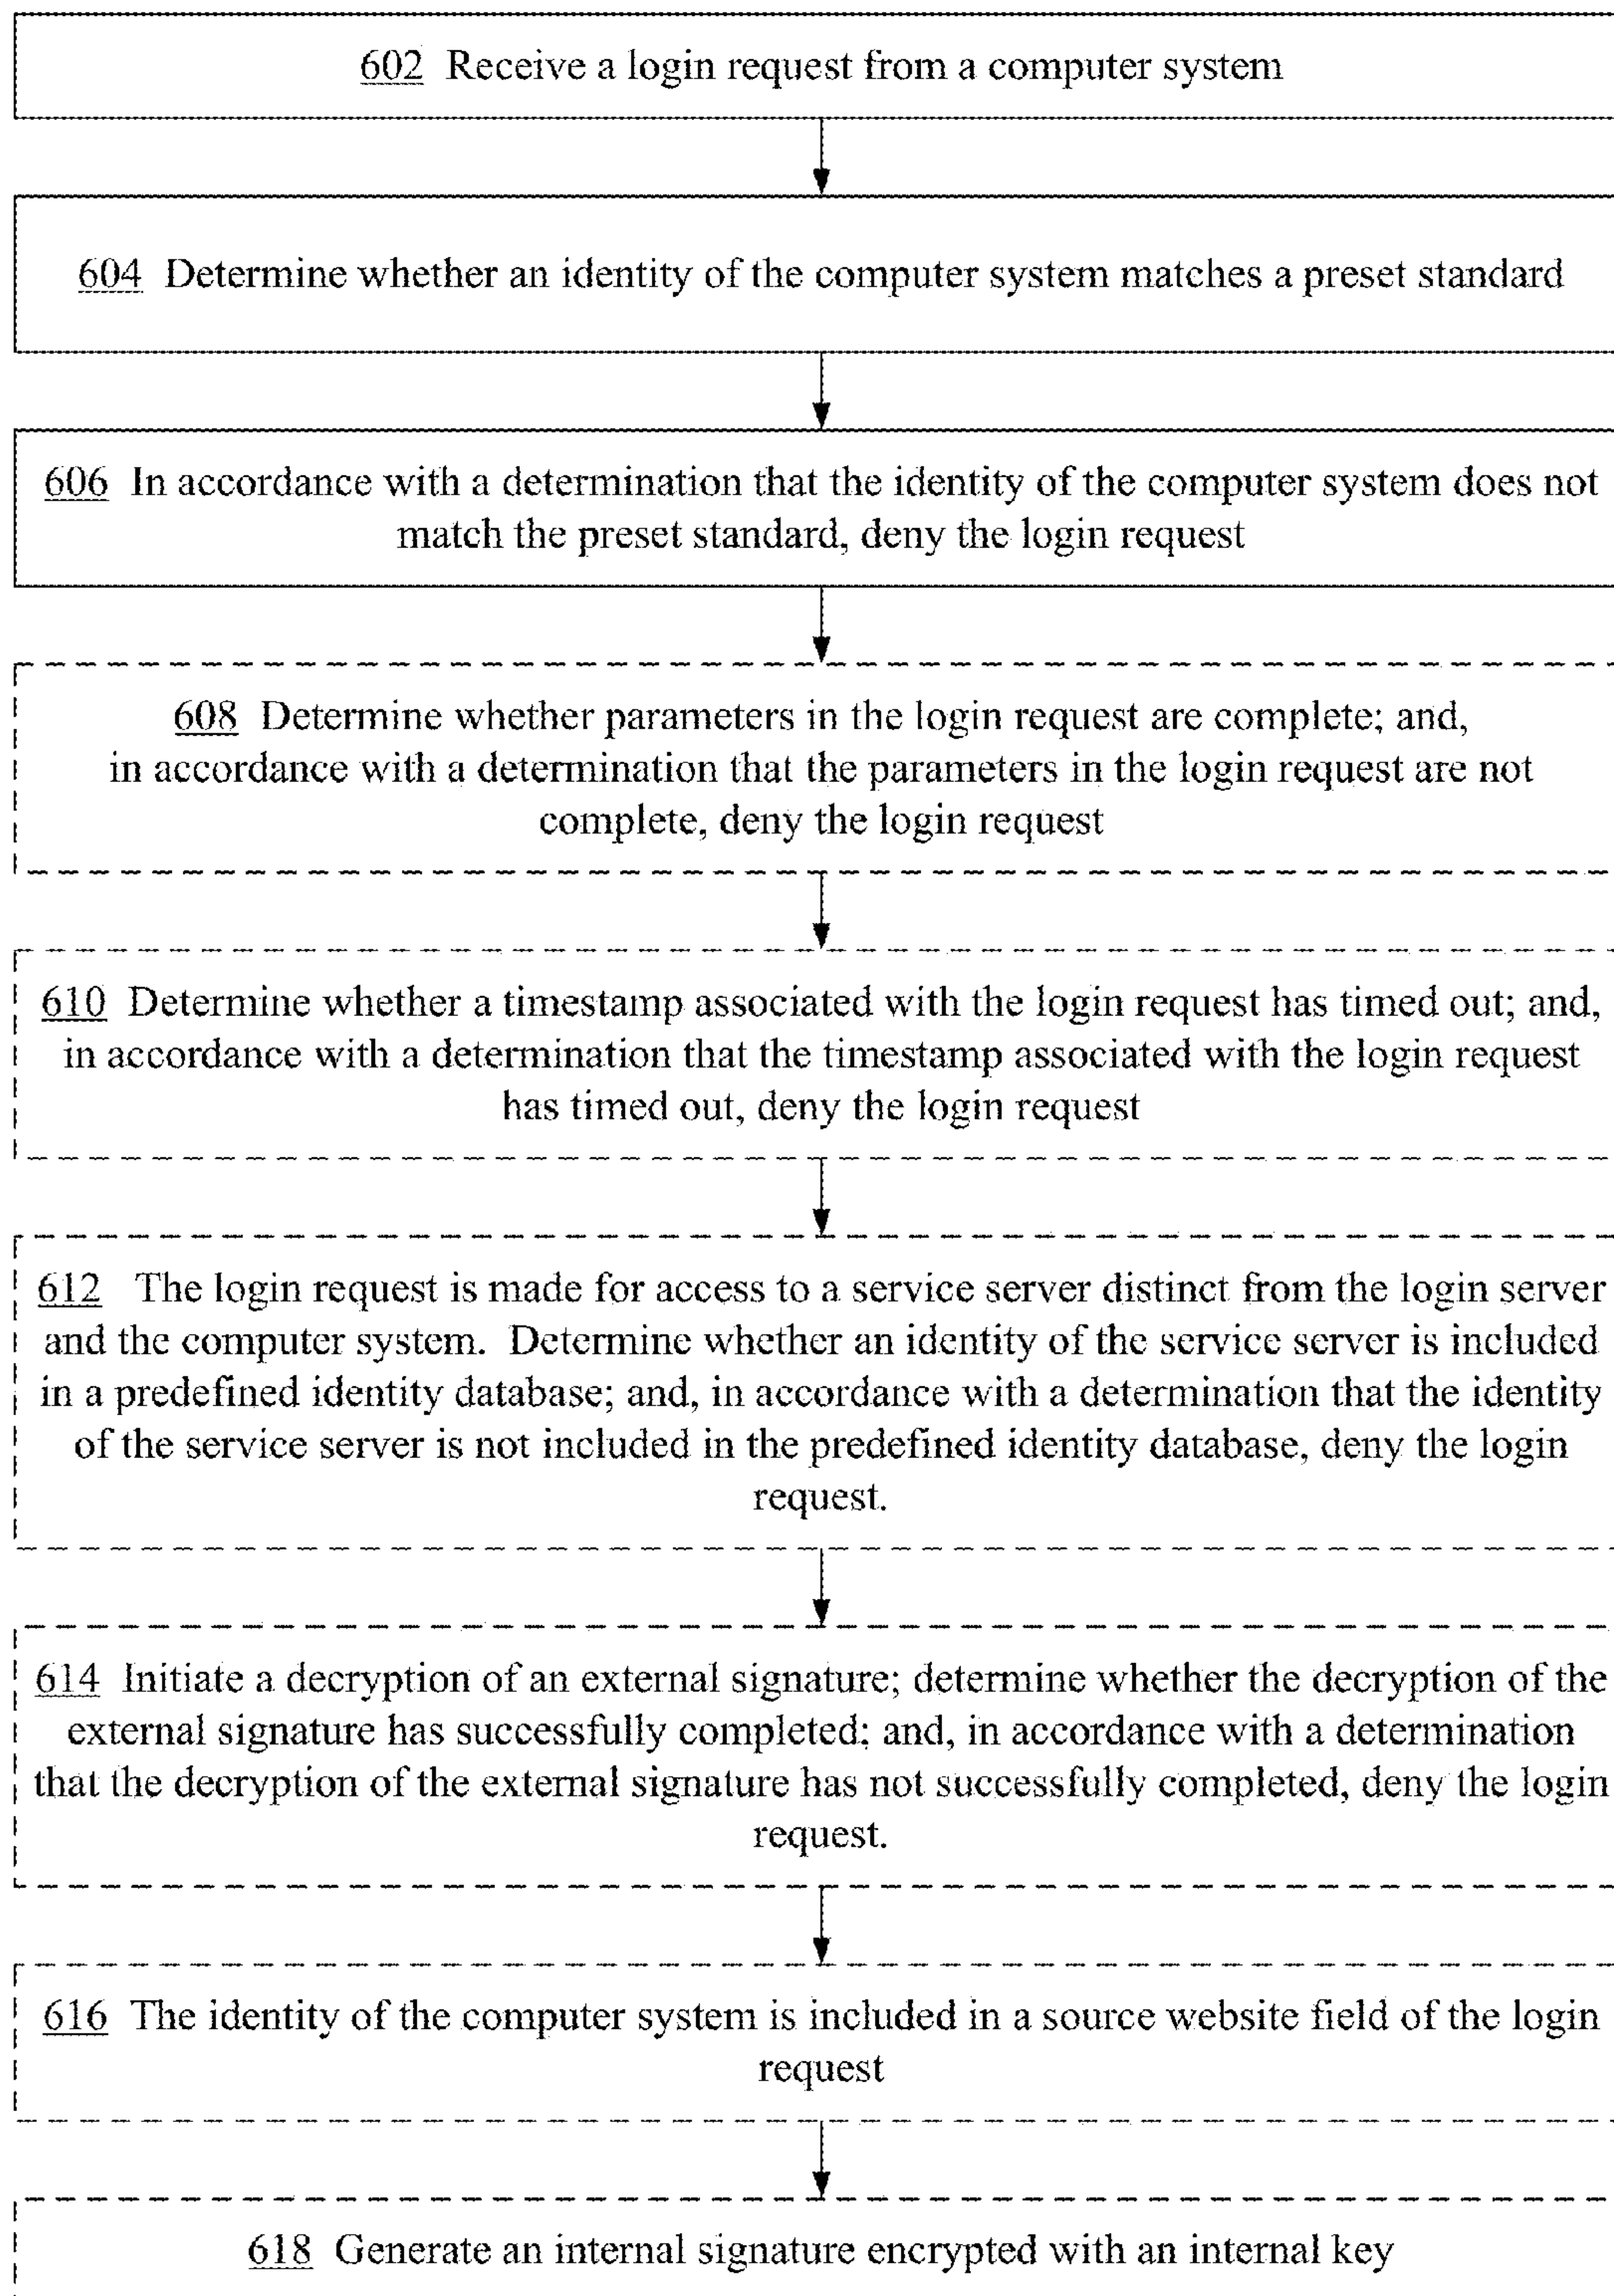 602 Receive a login request from a computer system
604 Determine whether an identity of the computer system matches a preset standard
606 In accordance with a determination that the identity of the computer system does not
match the preset standard, deny the login request
608 Determine whether parameters in the login request are complete; and,
in accordance with a determination that the parameters in the login request are not
complete, deny the login request
610 Determine whether a timestamp associated with the login request has timed out; and,
in accordance with a determination that the timestamp associated with the login request
has timed out, deny the login request
612 The login request is made for access to a service server distinct from the login server
and the computer system. Determine whether an identity of the service server is included
in a predefined identity database; and, in accordance with a determination that the identity
of the service server is not included in the predefined identity database, deny the login
request.
614 Initiate a decryption of an external signature; determine whether the decryption of the
external signature has successfully completed; and, in accordance with a determination
that the decryption of the external signature has not successfully completed, deny the login
request.
616 The identity of the computer system is included in a source website field of the login
request
618 Generate an internal signature encrypted with an internal key